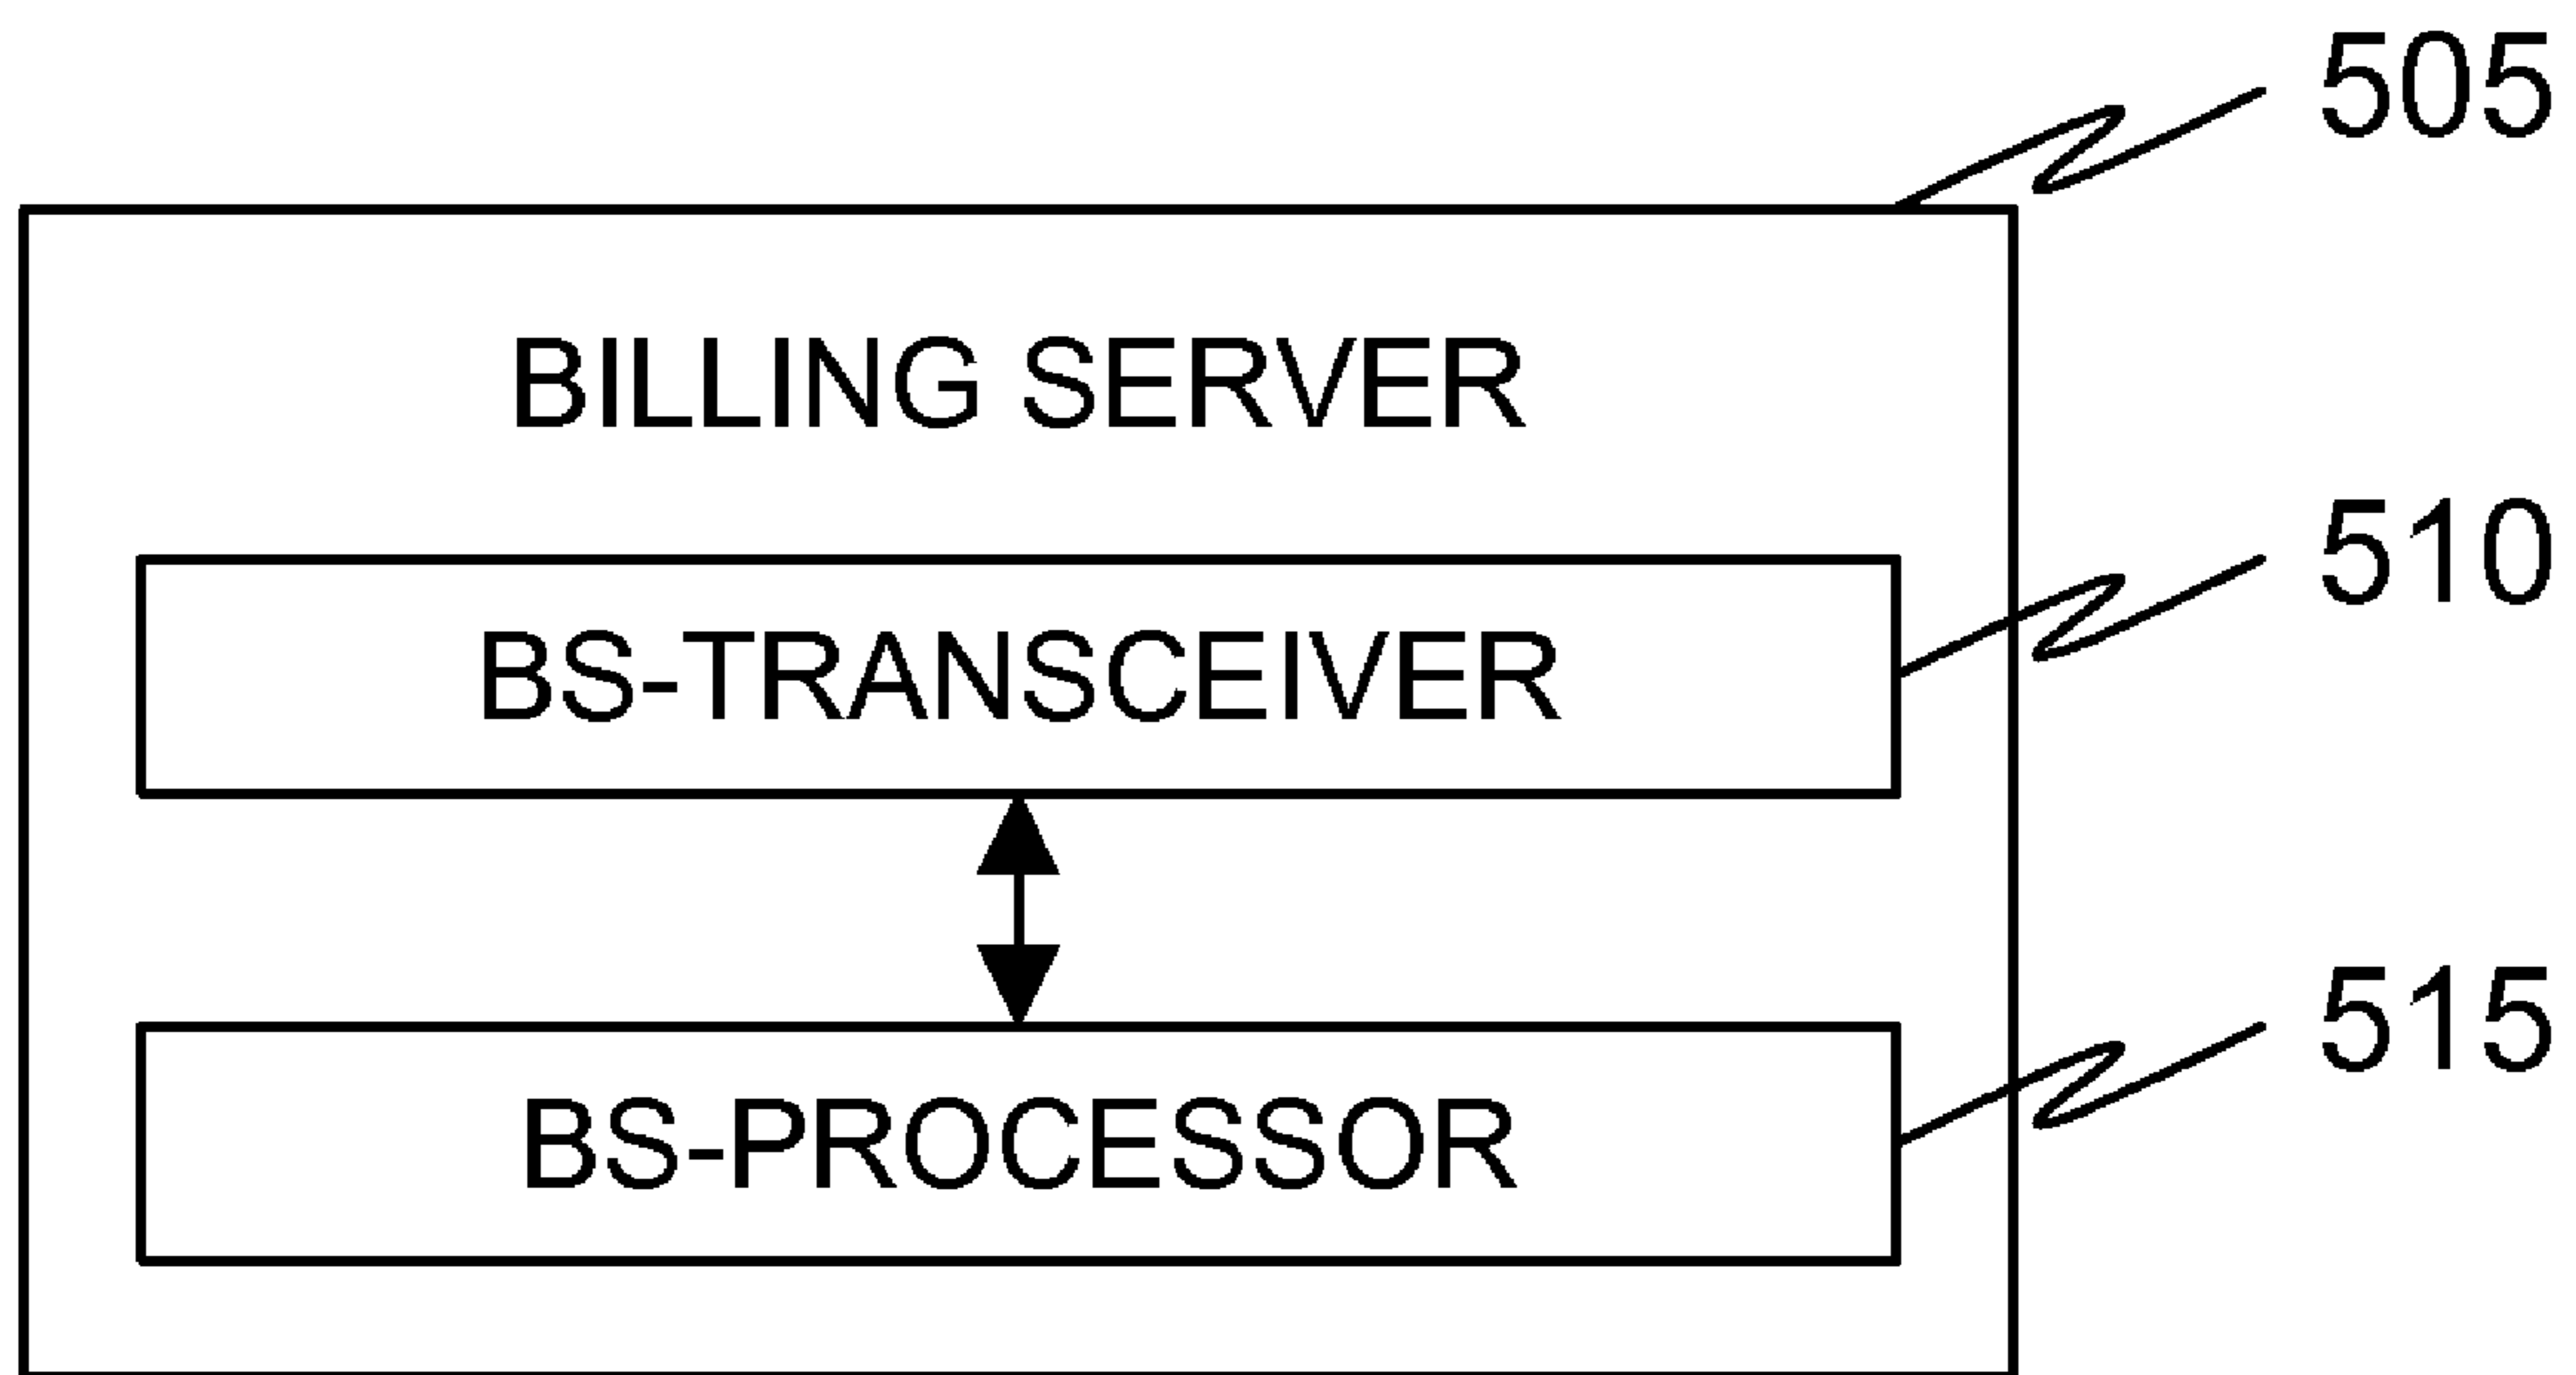 505
BILLING SERVER
510
BS-TRANSCEIVER
515
BS-PROCESSOR